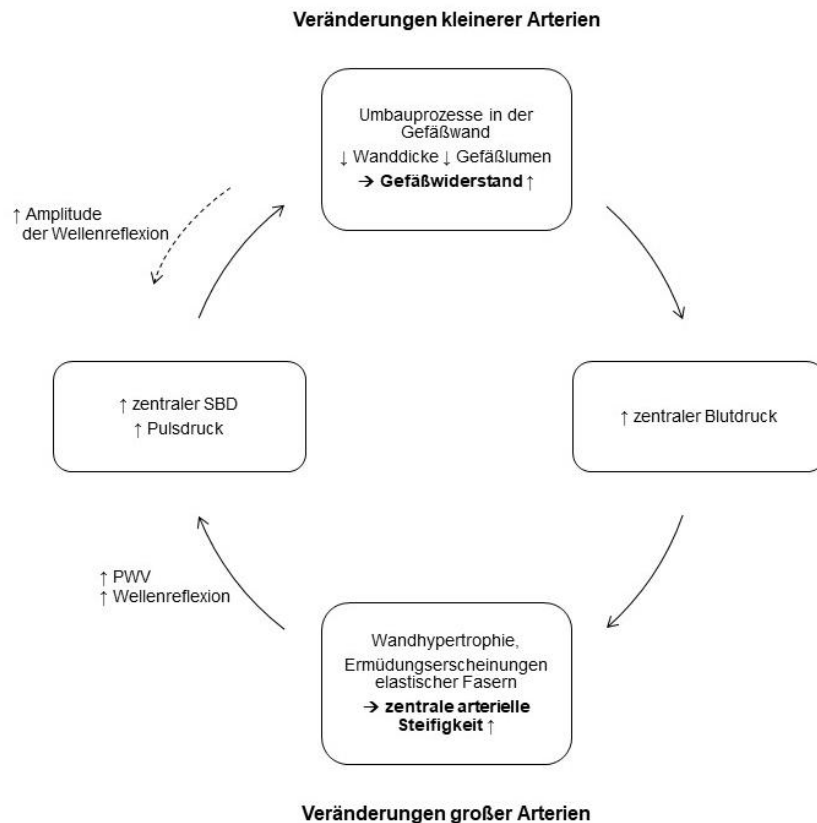 Veränderungen kleinerer Arterien
Umbauprozesse in der
Gefäßwand
↓ Wanddicke ↓ Gefäßlumen
→ Gefäßwiderstand ↑
↑ Amplitude
der Wellenreflexion
↑ zentraler SBD
↑ Pulsdruck
↑ zentraler Blutdruck
↑ PWV
↑ Wellenreflexion
Wandhypertrophie,
Ermüdungserscheinungen
elastischer Fasern
→ zentrale arterielle
Steifigkeit ↑
Veränderungen großer Arterien